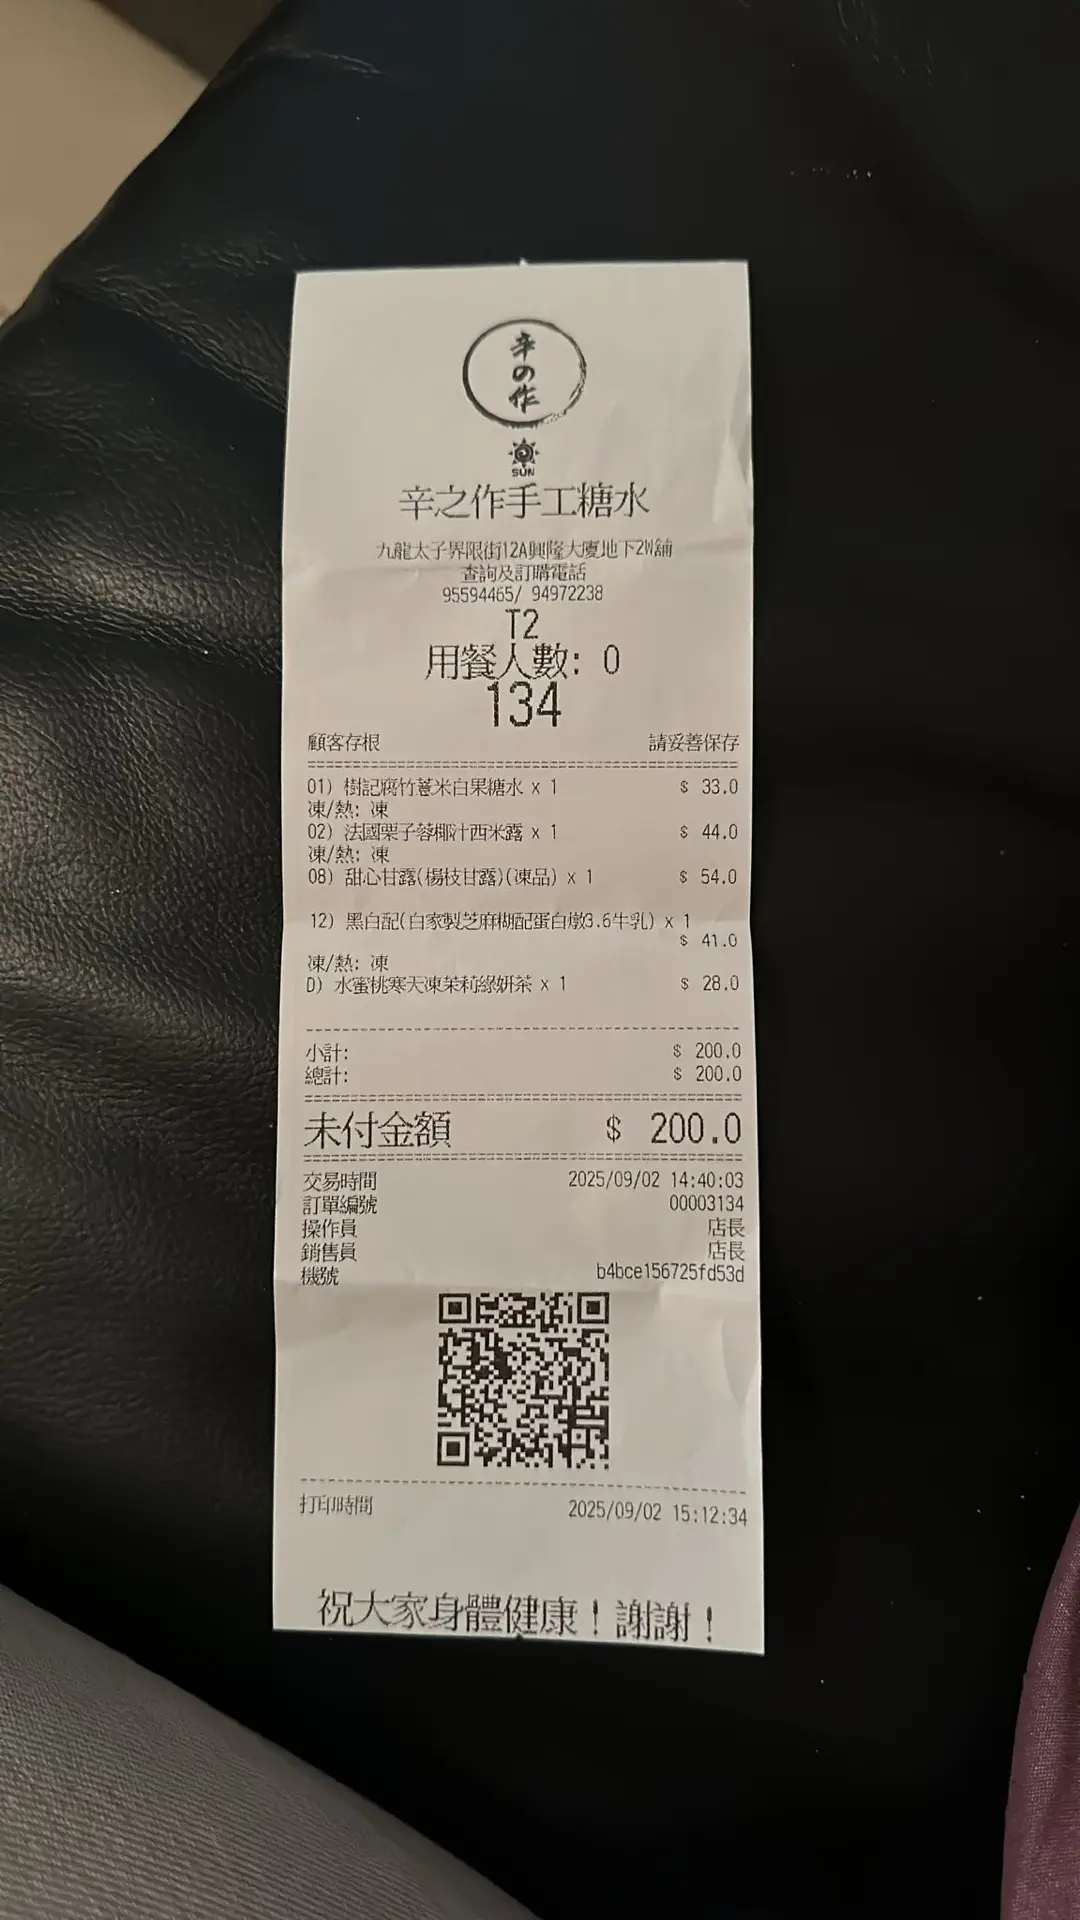 辛の作
SUN
辛之作手工糖水
九龍太子界限街12A興隆大廈地下2W舖
查詢及訂購電話
95594465/ 94972238
T2
用餐人數: 0
134
顧客存根 請妥善保存
01) 樹記腐竹薏米白果糖水 x 1 $ 33.0
凍/熱: 凍
02) 法國栗子蓉椰汁西米露 x 1 $ 44.0
凍/熱: 凍
08) 甜心甘露(楊枝甘露)(凍品) x 1 $ 54.0
12) 黑白配(自家製芝麻糊配蛋白燉3.6牛乳) x 1
$ 41.0
凍/熱: 凍
D) 水蜜桃寒天凍茉莉綠妍茶 x 1 $ 28.0
小計: $ 200.0
總計: $ 200.0
未付金額 $ 200.0
交易時間 2025/09/02 14:40:03
訂單編號 00003134
操作員 店長
銷售員 店長
機號 b4bce156725fd53d
打印時間 2025/09/02 15:12:34
祝大家身體健康！謝謝！